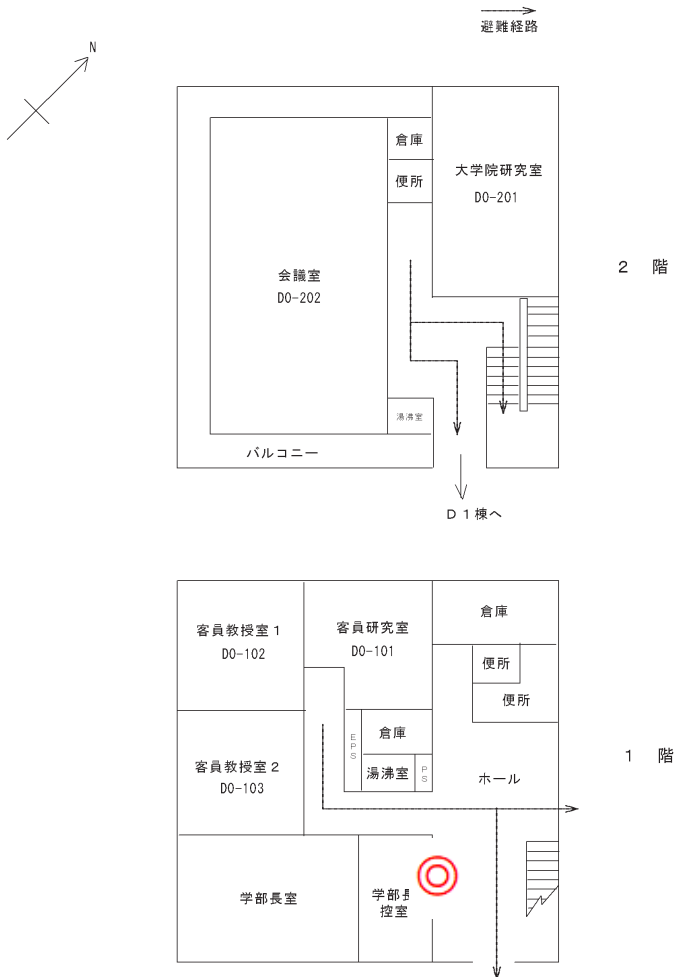 避難経路
N
倉庫
便所
大学院研究室
DO-201
会議室
DO-202
２　階
湯沸室
バルコニー
Ｄ１棟へ
倉庫
客員教授室１
DO-102
客員研究室
DO-101
便所
便所
EPS
倉庫
湯沸室
PS
ホール
１　階
客員教授室２
DO-103
学部長室
学部長
控室